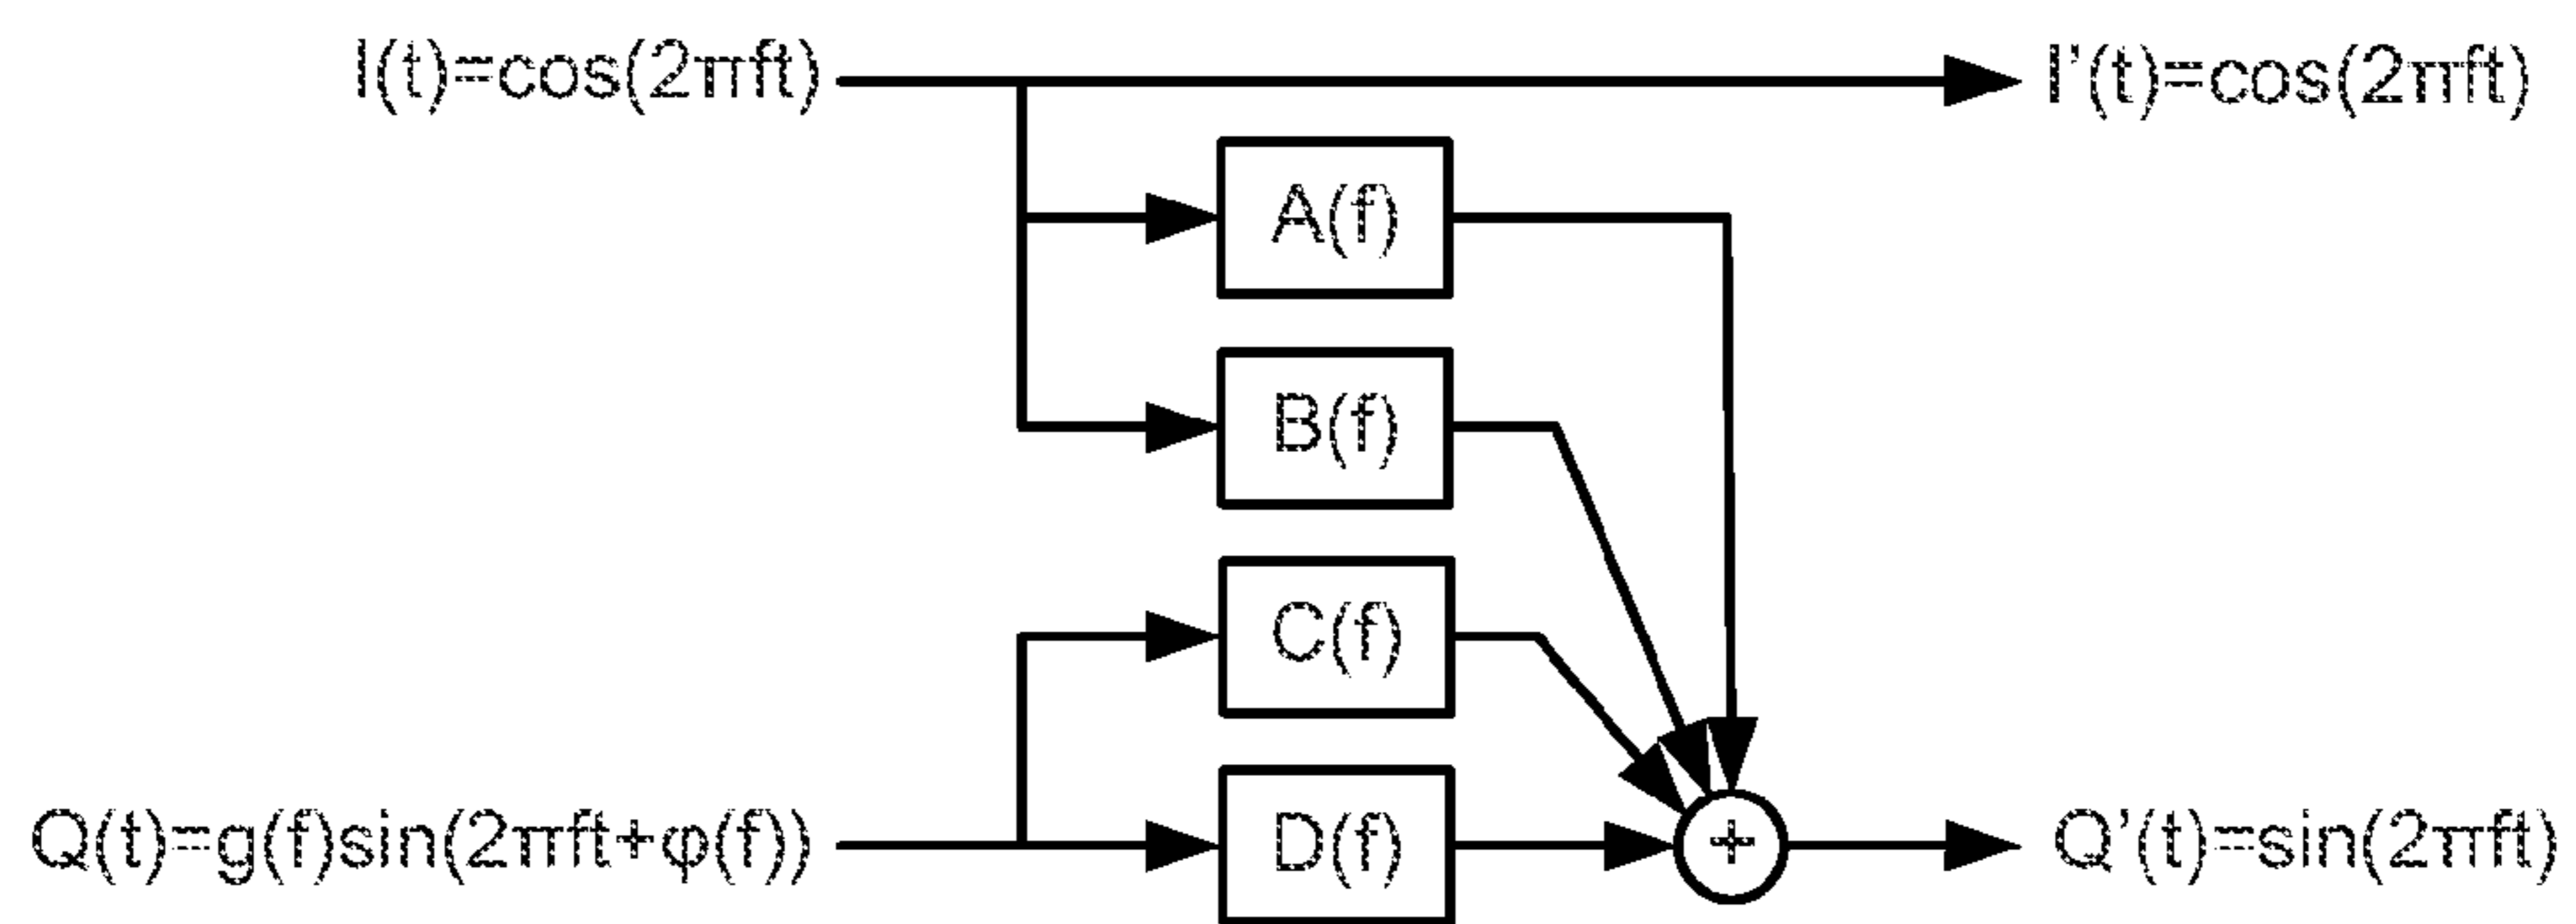 I(t)=cos(2πft)
I’(t)=cos(2πft)
A(f)
B(f)
C(f)
D(f)
Q(t)=g(f)sin(2πft+φ(f))
+
Q’(t)=sin(2πft)